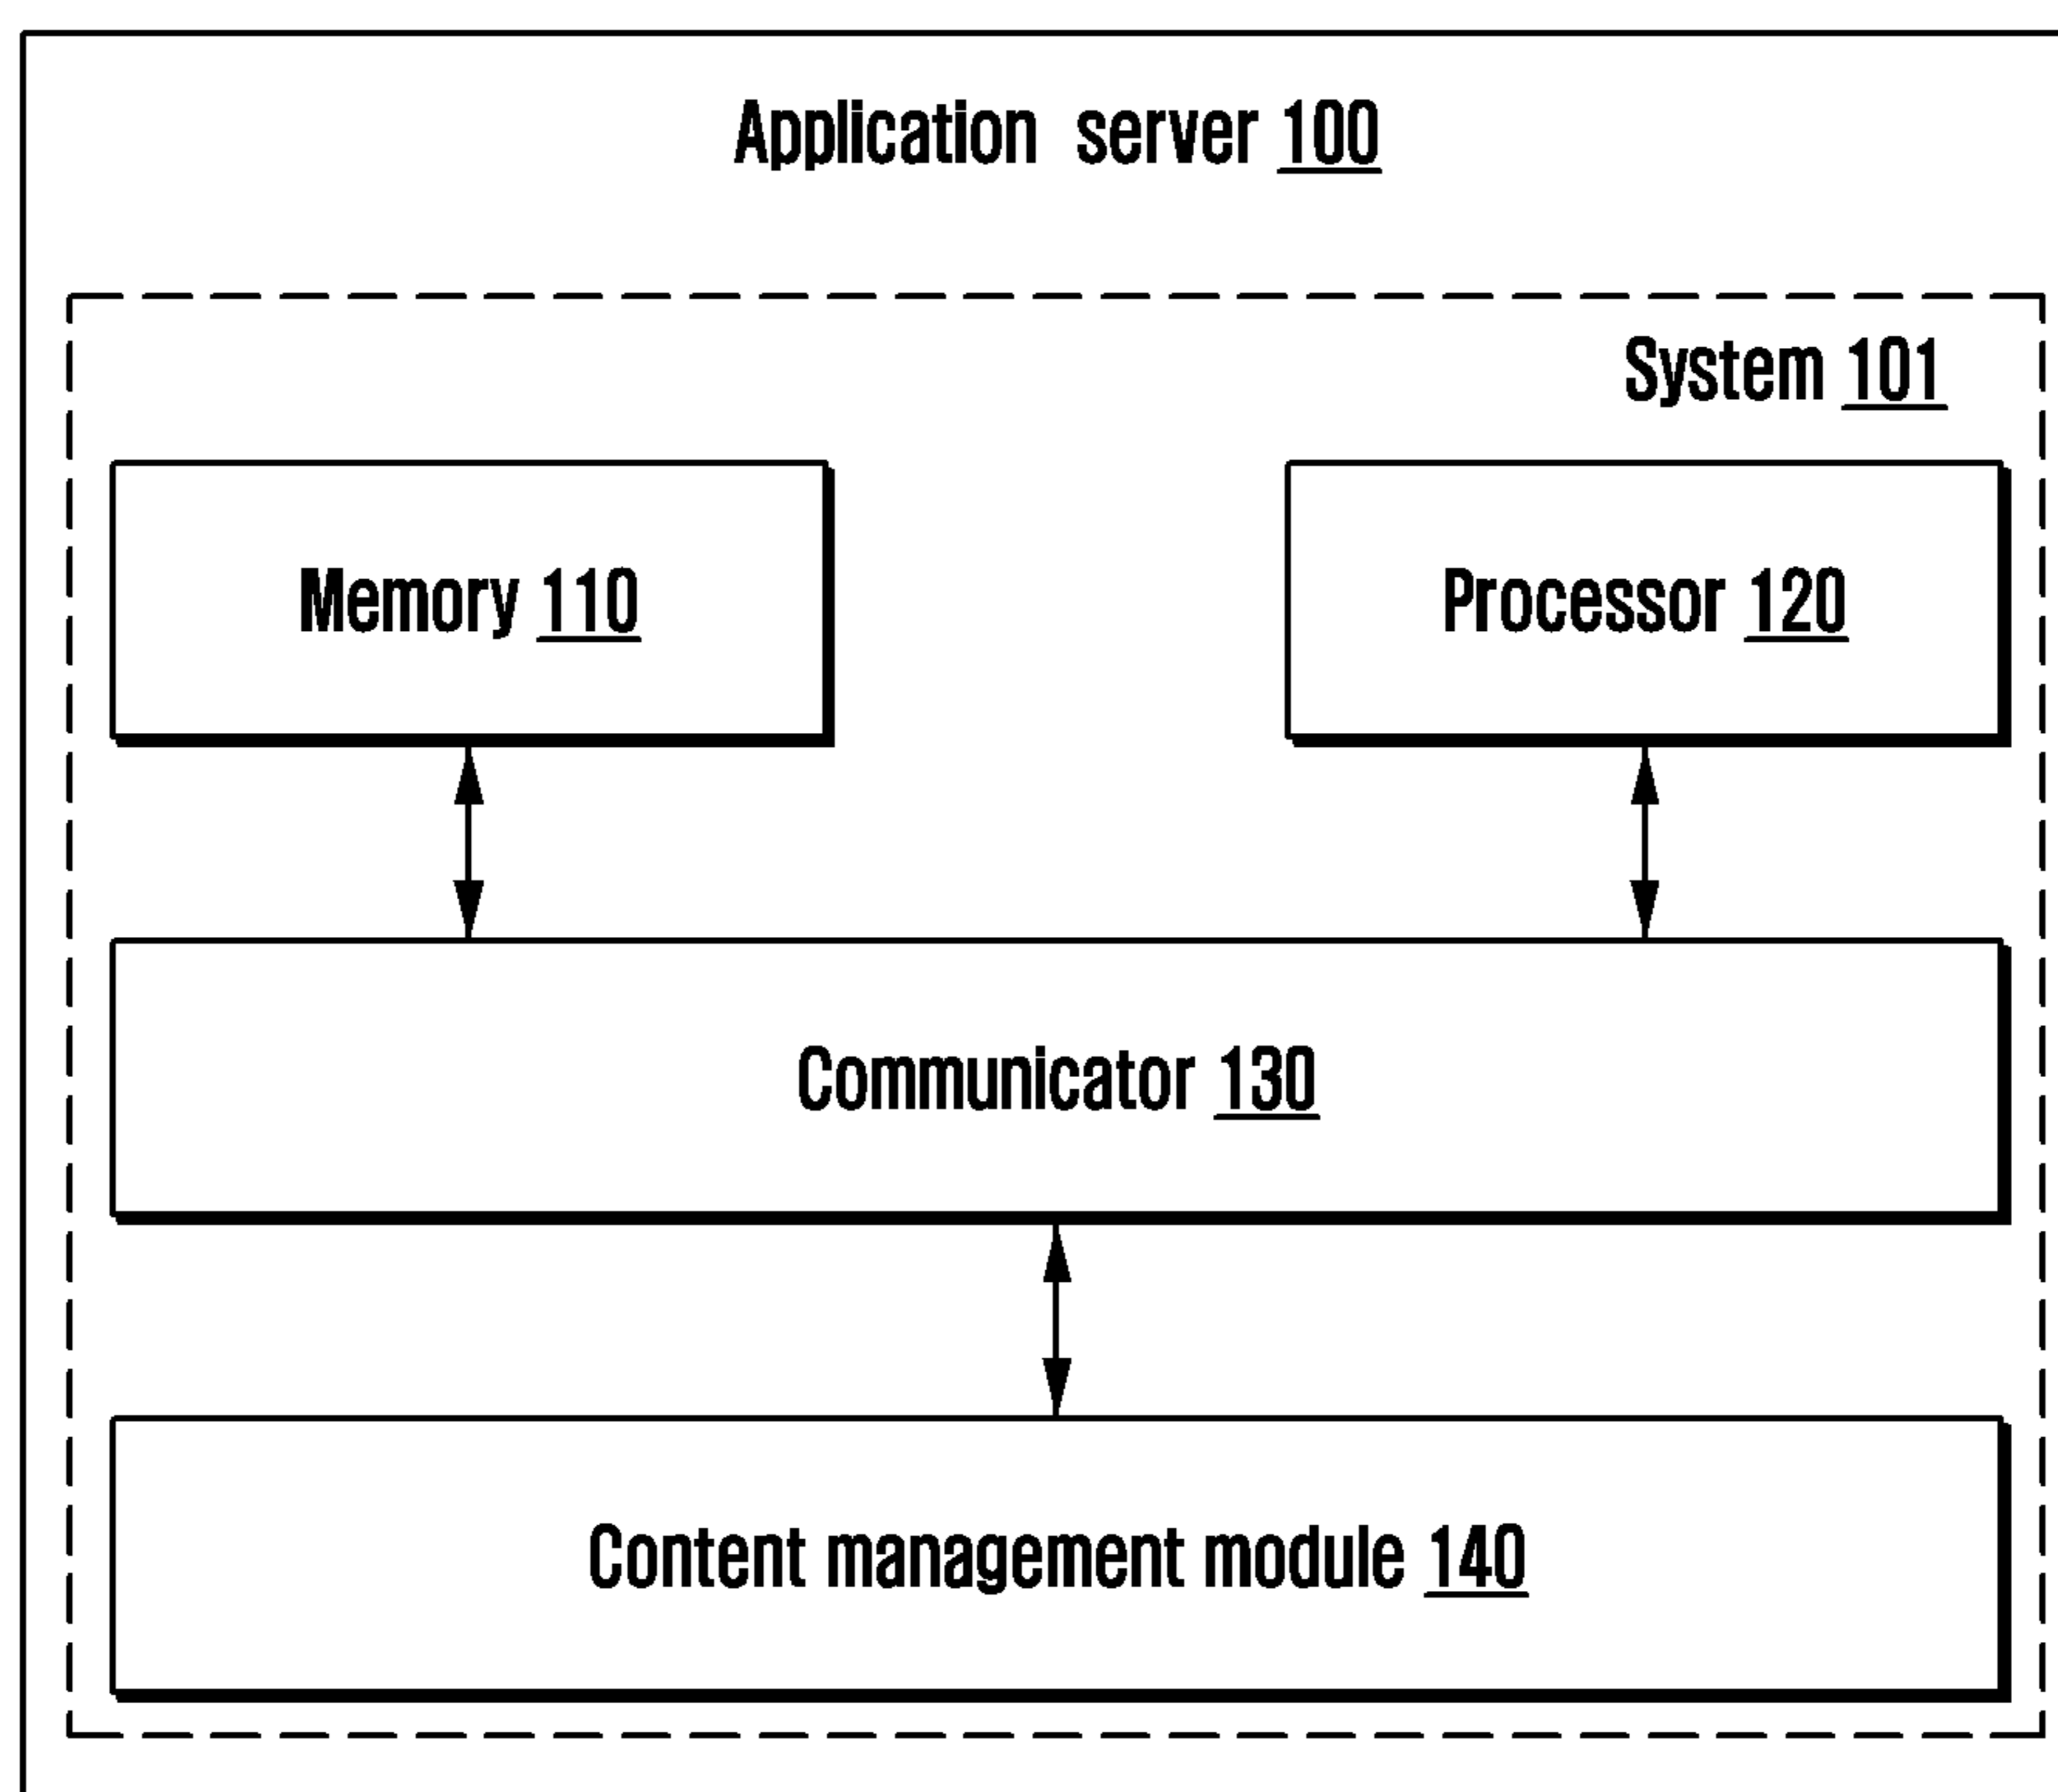 Application server 100
System 101
Memory 110
Processor 120
Communicator 130
Content management module 140